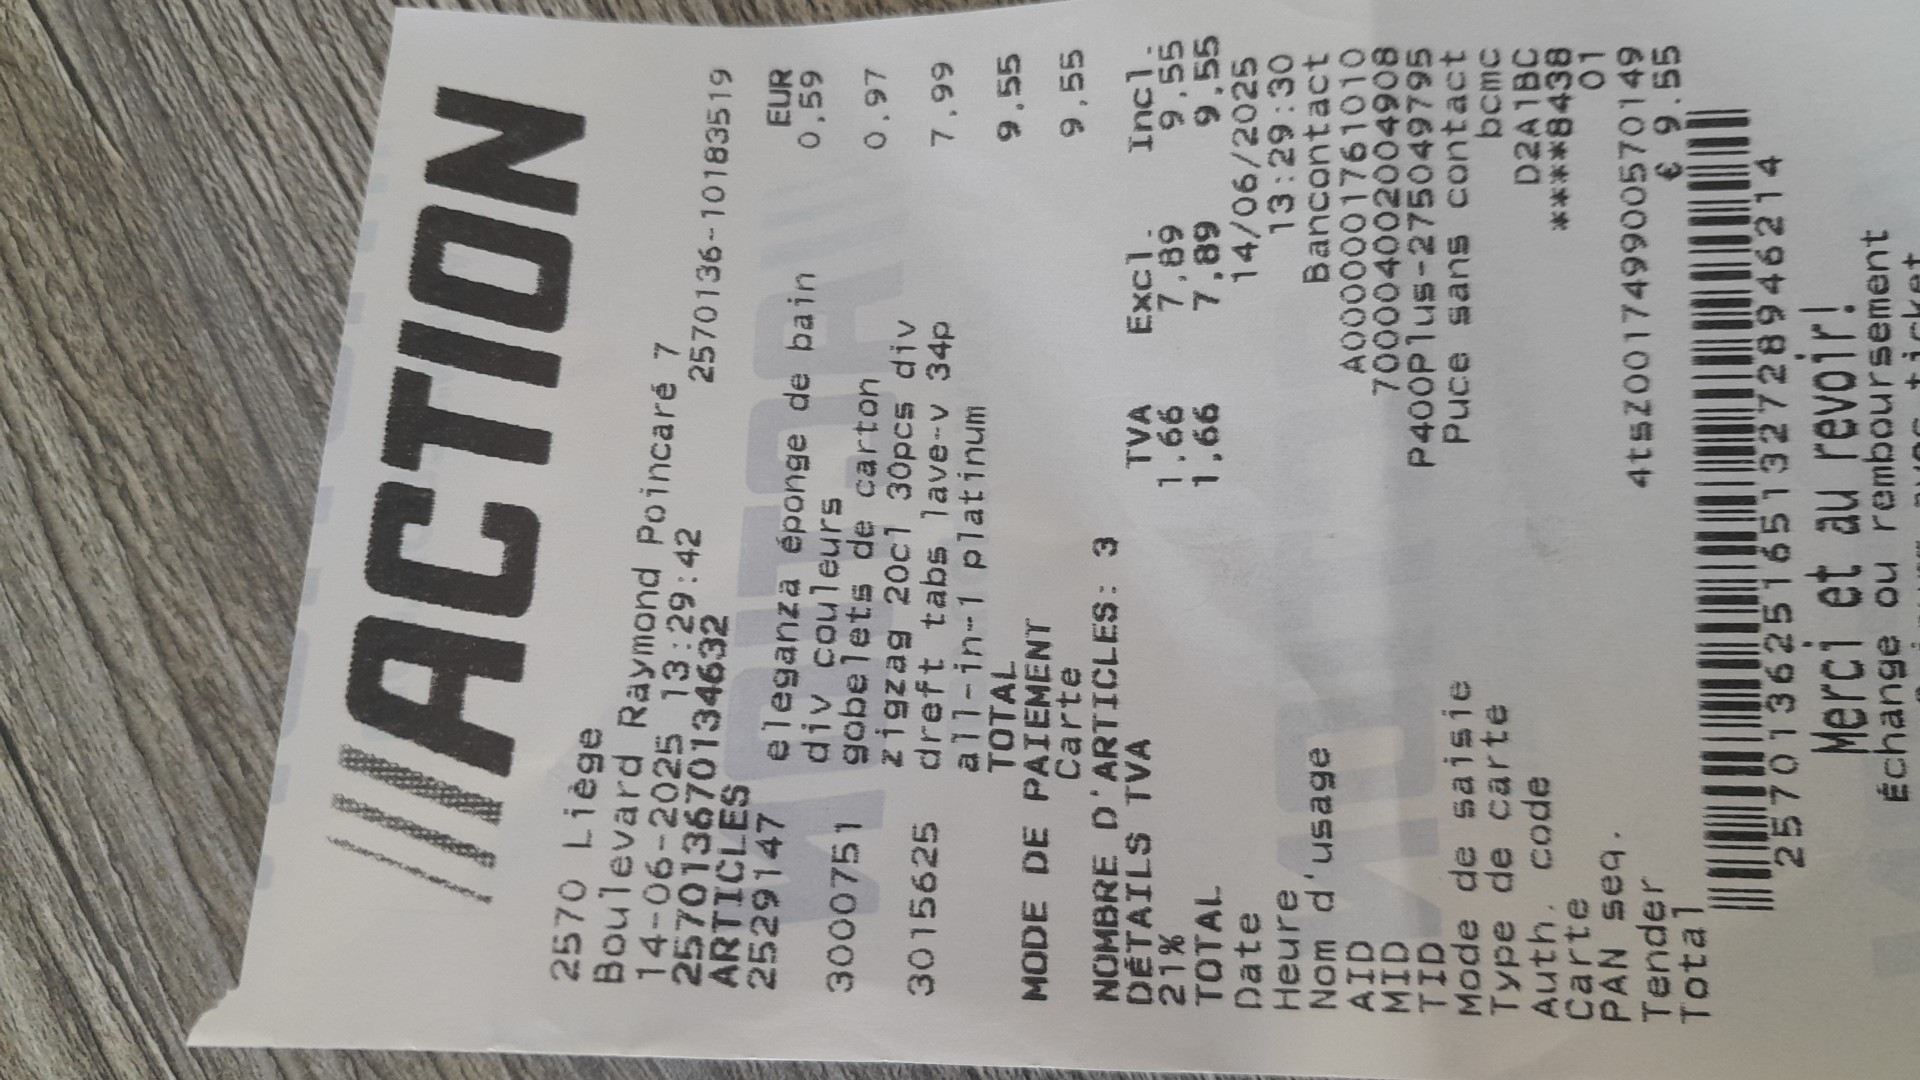 ///ACTION
2570 Liège
Boulevard Raymond Poincaré 7
14-06-2025 13:29:42 2570136-10183519
257013670134632
ARTICLES EUR
2529147 eleganza éponge de bain 0,59
div couleurs
3000751 gobelets de carton 0,97
zigzag 20cl 30pcs div
3015625 dreft tabs lave-v 34p 7,99
all-in-1 platinum
TOTAL 9,55
MODE DE PAIEMENT
Carte 9,55
NOMBRE D'ARTICLES: 3
DÉTAILS TVA TVA Excl. Incl.
21% 1.66 7,89 9,55
TOTAL 1,66 7,89 9,55
Date 14/06/2025
Heure 13:29:30
Nom d'usage Bancontact
AID A0000001761010
MID 700004002004908
TID P400Plus-275049795
Mode de saisie Puce sans contact
Type de carte bcmc
Auth. code D2A1BC
Carte ****8438
PAN seq. 01
Tender 4tsZ001749900570149
Total € 9.55
2570136251651327289446214
Merci et au revoir!
Échange ou remboursement
avec ticket